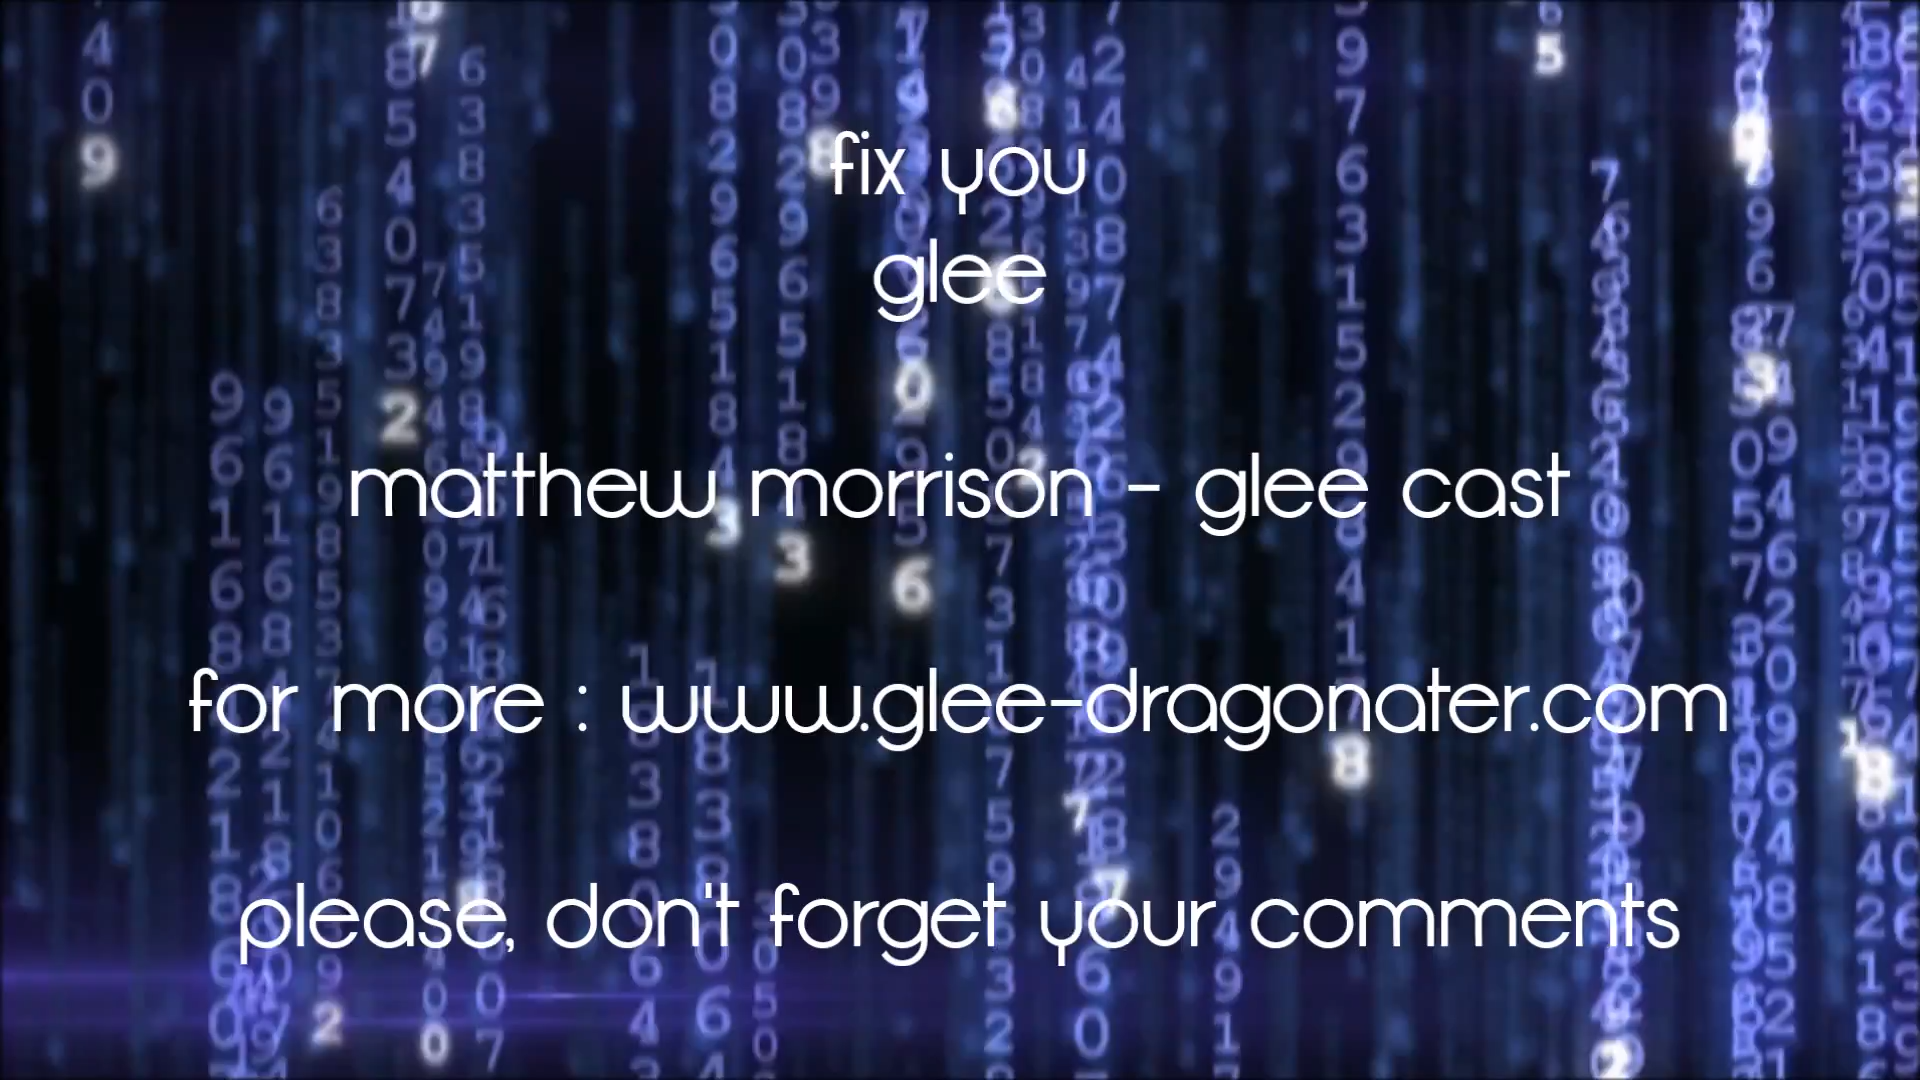 fix you
glee
matthew morrison - glee cast
for more : www.glee-dragonater.com
please, don't forget your comments